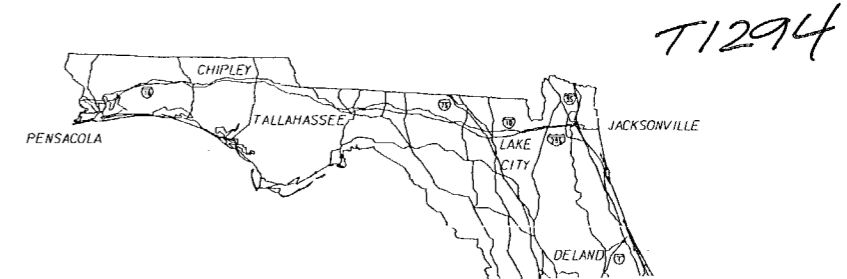 T1294
CHIPLEY
TALLAHASSEE
PENSACOLA
JACKSONVILLE
LAKE
CITY
DELAND